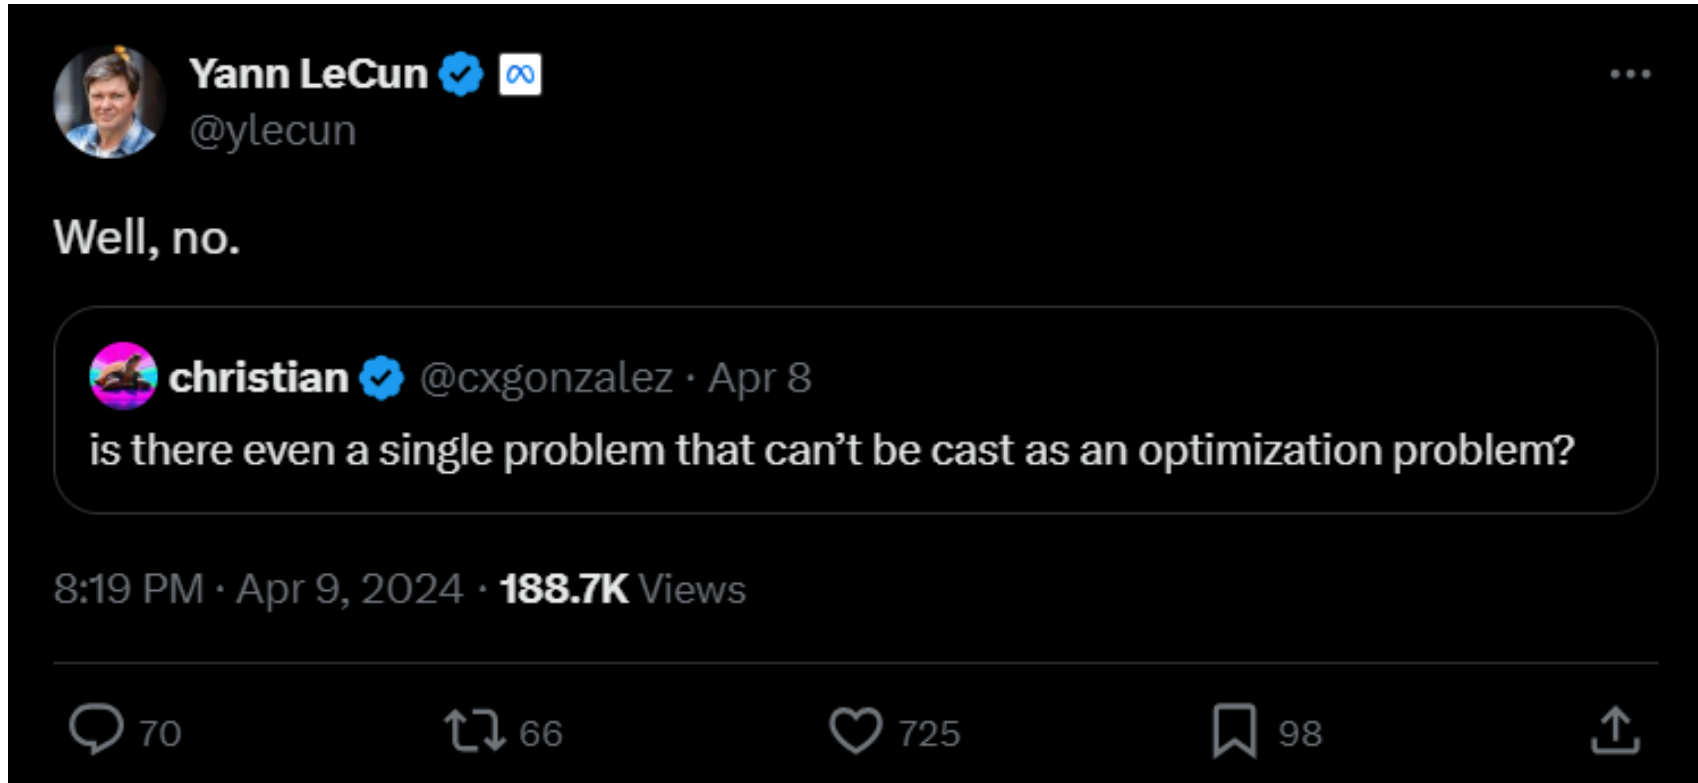 Yann LeCun
@ylecun
Well, no.
christian @cxgonzalez · Apr 8
is there even a single problem that can’t be cast as an optimization problem?
8:19 PM · Apr 9, 2024 · 188.7K Views
70 66 725 98